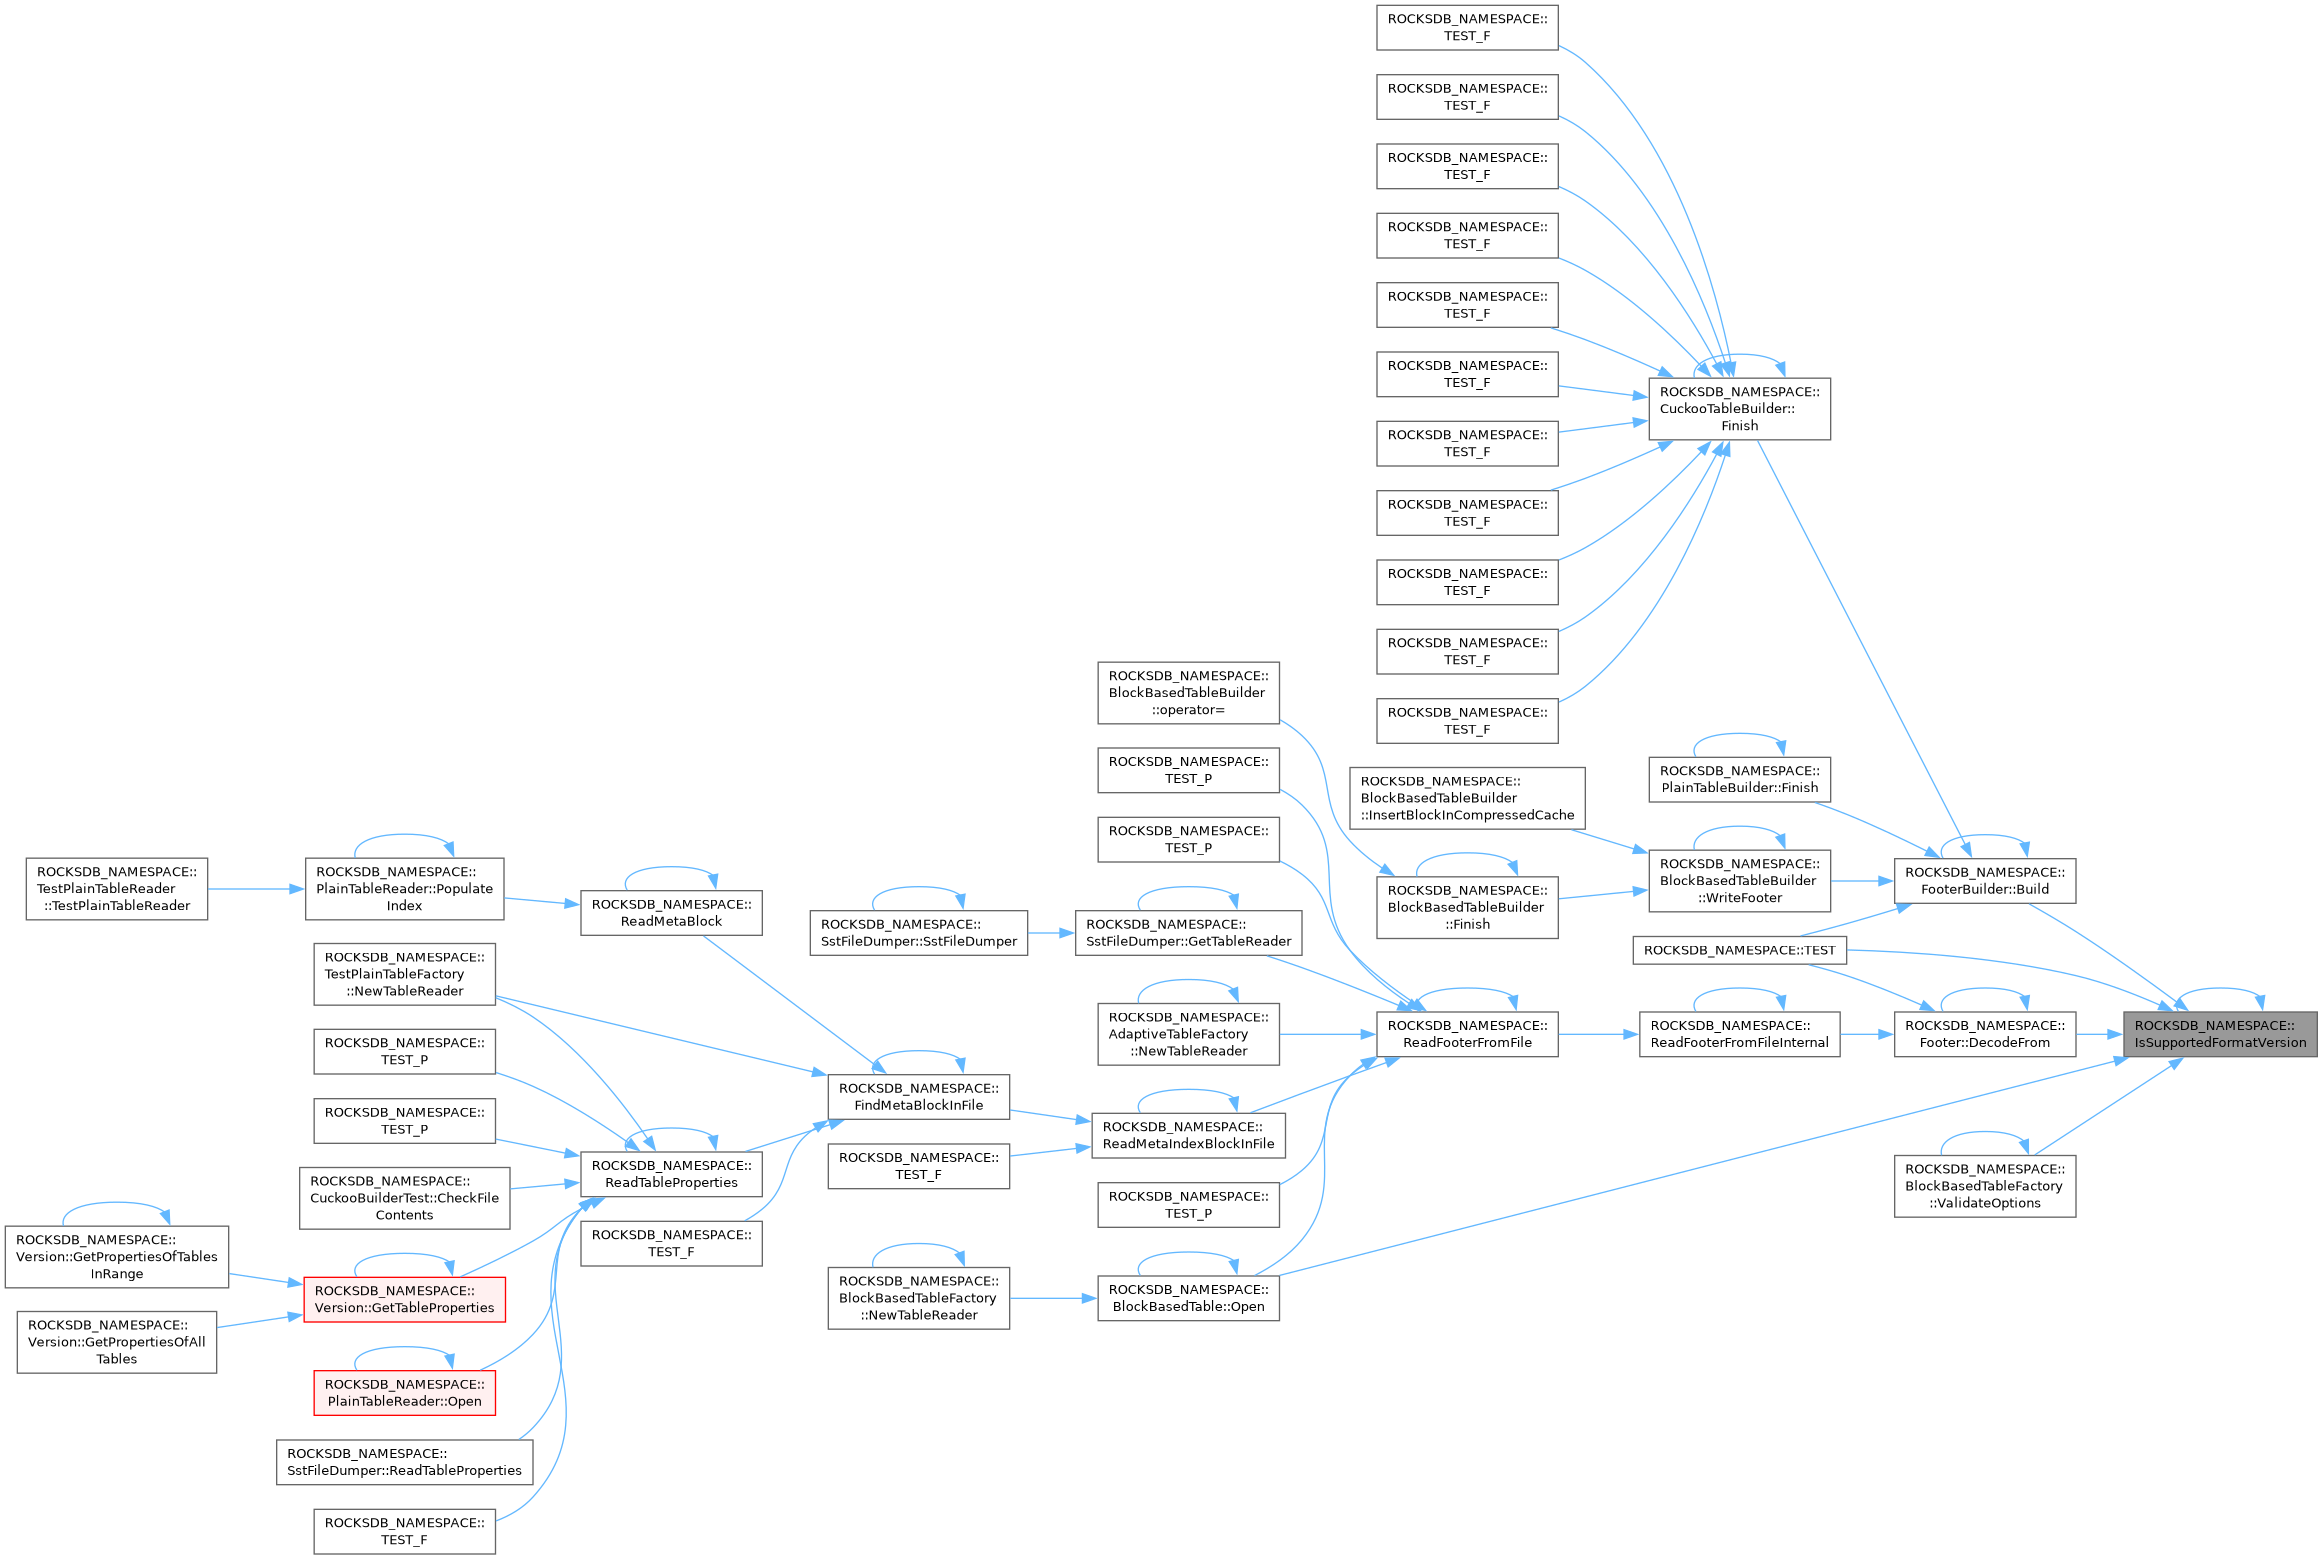 ROCKSDB_NAMESPACE::
TEST_F
ROCKSDB_NAMESPACE::
TEST_F
ROCKSDB_NAMESPACE::
TEST_F
ROCKSDB_NAMESPACE::
TEST_F
ROCKSDB_NAMESPACE::
TEST_F
ROCKSDB_NAMESPACE::
TEST_F
ROCKSDB_NAMESPACE::
TEST_F
ROCKSDB_NAMESPACE::
TEST_F
ROCKSDB_NAMESPACE::
TEST_F
ROCKSDB_NAMESPACE::
TEST_F
ROCKSDB_NAMESPACE::
TEST_F
ROCKSDB_NAMESPACE::
CuckooTableBuilder::
Finish
ROCKSDB_NAMESPACE::
BlockBasedTableBuilder
::operator=
ROCKSDB_NAMESPACE::
TEST_P
ROCKSDB_NAMESPACE::
TEST_P
ROCKSDB_NAMESPACE::
BlockBasedTableBuilder
::InsertBlockInCompressedCache
ROCKSDB_NAMESPACE::
BlockBasedTableBuilder
::Finish
ROCKSDB_NAMESPACE::
PlainTableBuilder::Finish
ROCKSDB_NAMESPACE::
BlockBasedTableBuilder
::WriteFooter
ROCKSDB_NAMESPACE::
FooterBuilder::Build
ROCKSDB_NAMESPACE::TEST
ROCKSDB_NAMESPACE::
TestPlainTableReader
::TestPlainTableReader
ROCKSDB_NAMESPACE::
PlainTableReader::Populate
Index
ROCKSDB_NAMESPACE::
ReadMetaBlock
ROCKSDB_NAMESPACE::
SstFileDumper::SstFileDumper
ROCKSDB_NAMESPACE::
SstFileDumper::GetTableReader
ROCKSDB_NAMESPACE::
TestPlainTableFactory
::NewTableReader
ROCKSDB_NAMESPACE::
AdaptiveTableFactory
::NewTableReader
ROCKSDB_NAMESPACE::
ReadFooterFromFile
ROCKSDB_NAMESPACE::
ReadFooterFromFileInternal
ROCKSDB_NAMESPACE::
Footer::DecodeFrom
ROCKSDB_NAMESPACE::
IsSupportedFormatVersion
ROCKSDB_NAMESPACE::
TEST_P
ROCKSDB_NAMESPACE::
TEST_P
ROCKSDB_NAMESPACE::
FindMetaBlockInFile
ROCKSDB_NAMESPACE::
ReadMetaIndexBlockInFile
ROCKSDB_NAMESPACE::
TEST_F
ROCKSDB_NAMESPACE::
ReadTableProperties
ROCKSDB_NAMESPACE::
CuckooBuilderTest::CheckFile
Contents
ROCKSDB_NAMESPACE::
TEST_P
ROCKSDB_NAMESPACE::
BlockBasedTableFactory
::ValidateOptions
ROCKSDB_NAMESPACE::
TEST_F
ROCKSDB_NAMESPACE::
Version::GetPropertiesOfTables
InRange
ROCKSDB_NAMESPACE::
Version::GetTableProperties
ROCKSDB_NAMESPACE::
BlockBasedTableFactory
::NewTableReader
ROCKSDB_NAMESPACE::
BlockBasedTable::Open
ROCKSDB_NAMESPACE::
Version::GetPropertiesOfAll
Tables
ROCKSDB_NAMESPACE::
PlainTableReader::Open
ROCKSDB_NAMESPACE::
SstFileDumper::ReadTableProperties
ROCKSDB_NAMESPACE::
TEST_F